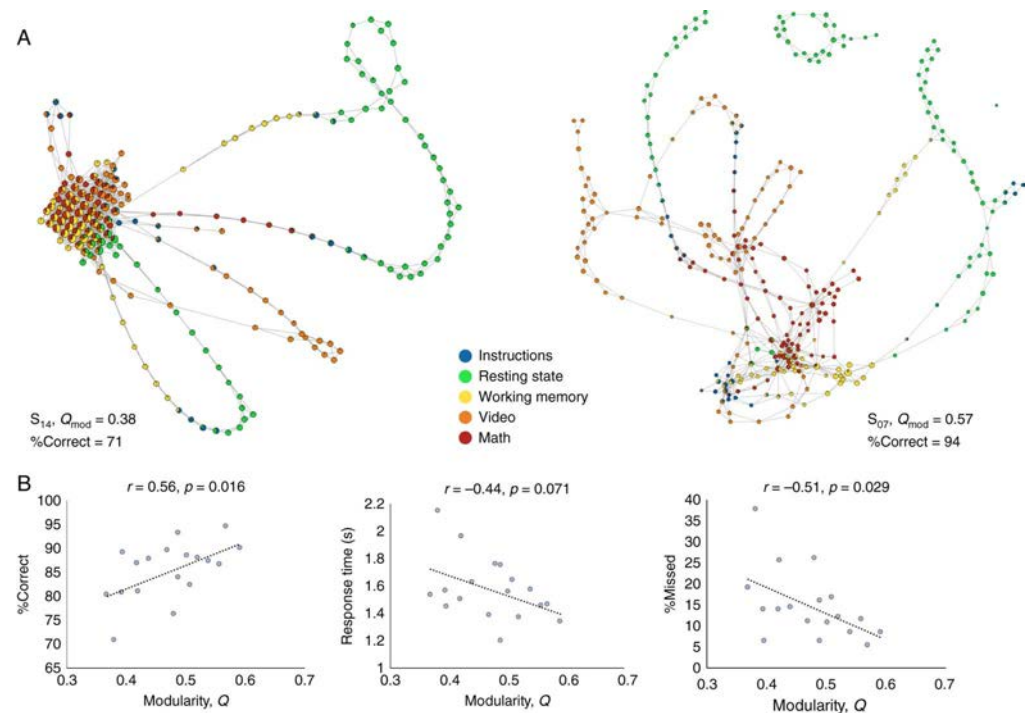 A
Instructions
Resting state
Working memory
Video
Math
S14, Qmod = 0.38
%Correct = 71
S07, Qmod = 0.57
%Correct = 94
B
r = 0.56, p = 0.016
100
95
90
85
80
75
70
65
%Correct
0.3 0.4 0.5 0.6 0.7
Modularity, Q
r = –0.44, p = 0.071
2.2
2
1.8
1.6
1.4
1.2
1
Response time (s)
0.3 0.4 0.5 0.6 0.7
Modularity, Q
r = –0.51, p = 0.029
40
35
30
25
20
15
10
5
0
%Missed
0.3 0.4 0.5 0.6 0.7
Modularity, Q